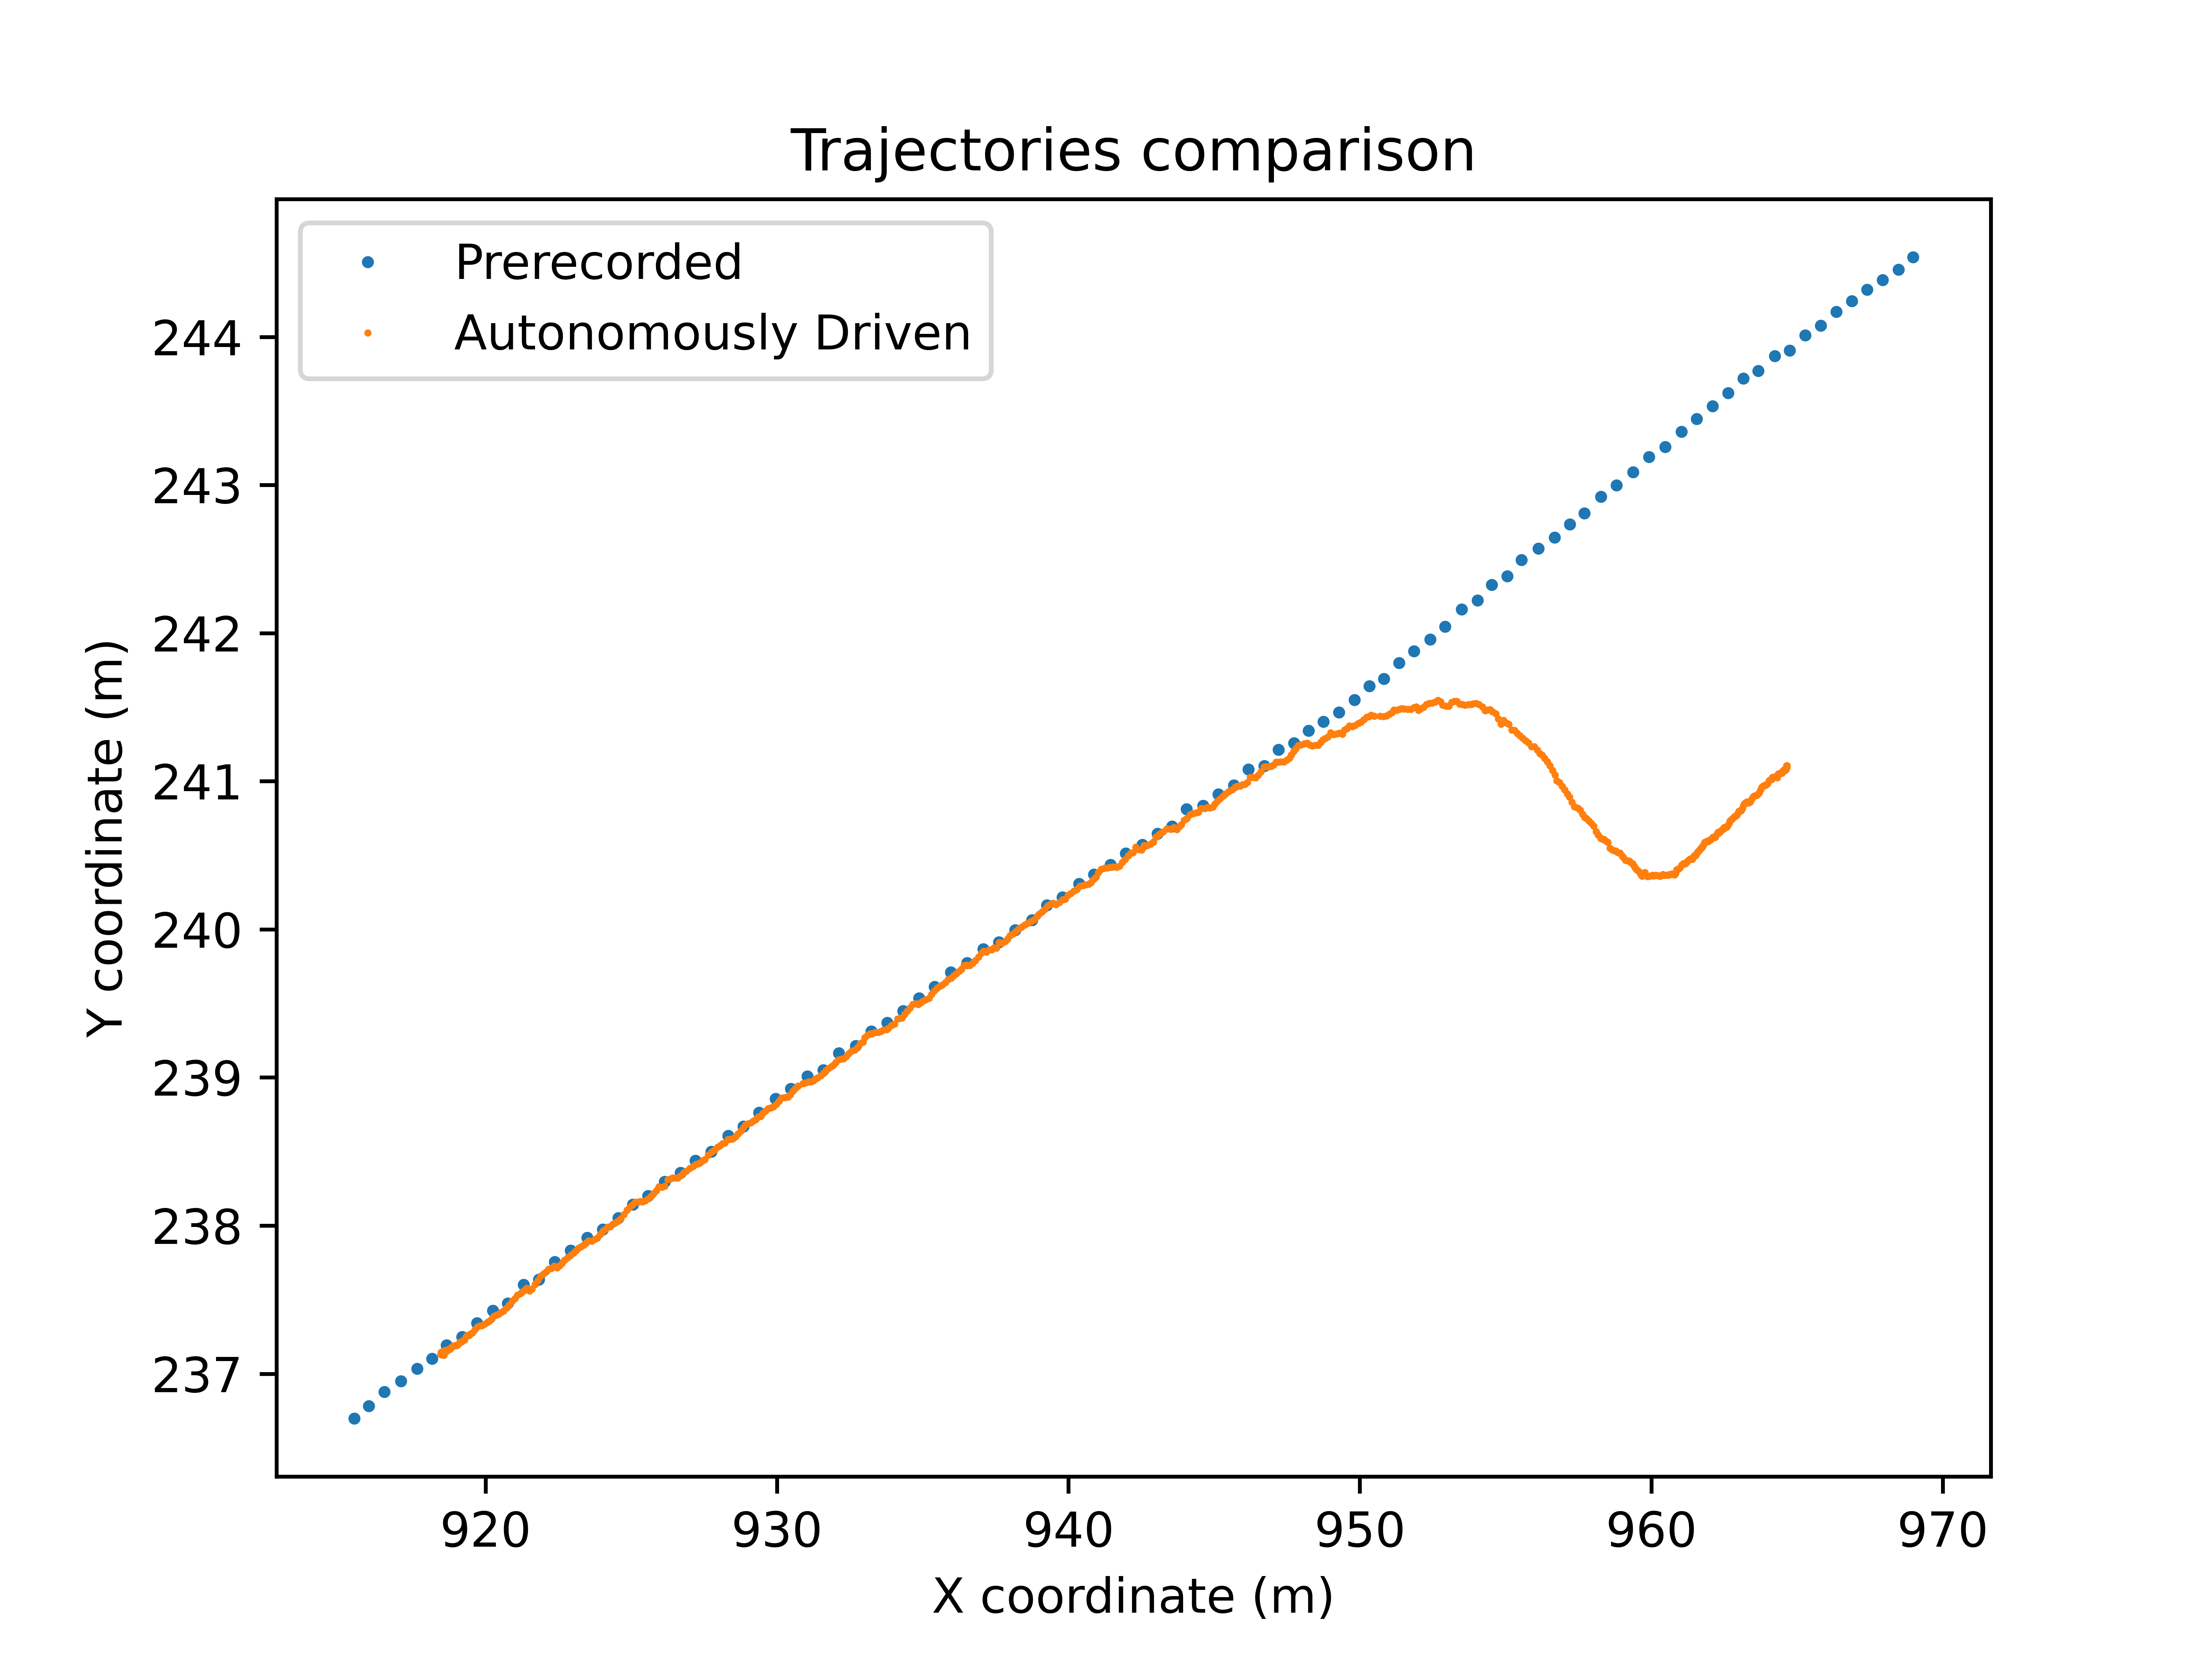 Trajectories comparison
Prerecorded
Autonomously Driven
244
243
242
241
240
239
238
237
Y coordinate (m)
920 930 940 950 960 970
X coordinate (m)